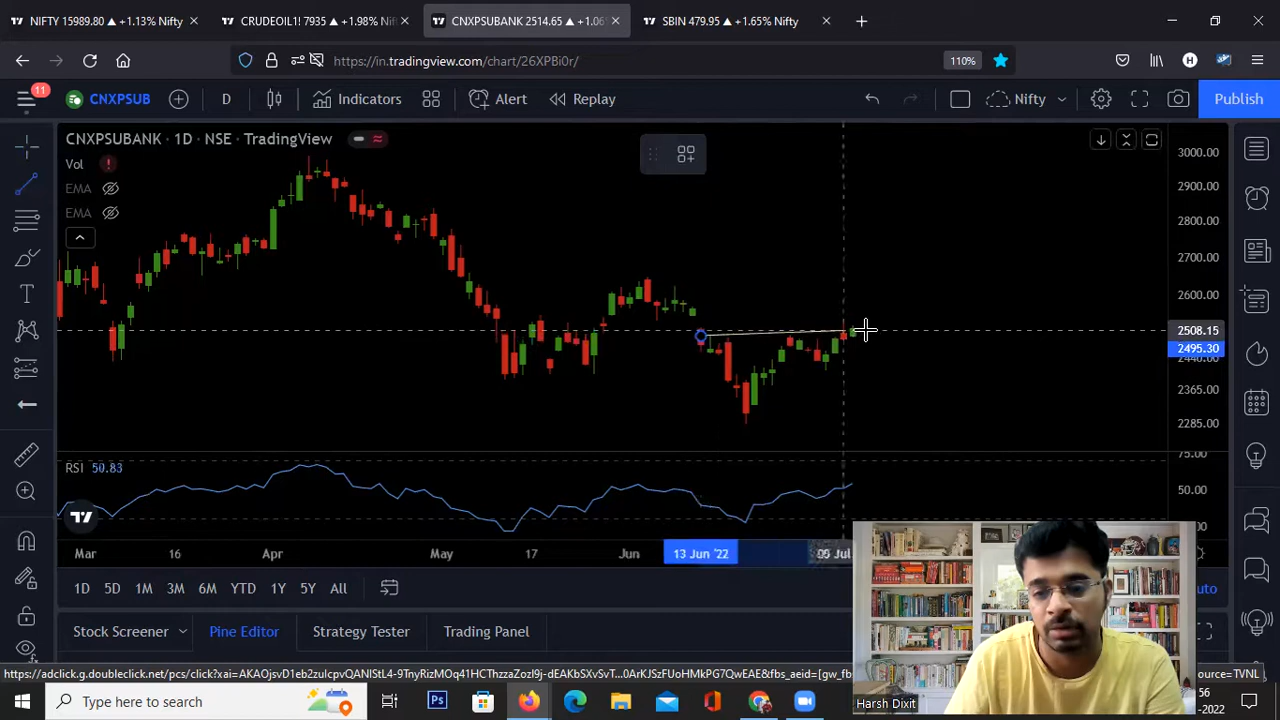 NIFTY 15989.80 ▲ +1.13% Nifty
CRUDEOIL1! 7935 ▲ +1.98% Nifty
CNXPSUBANK 2514.65 ▲ +1.06%
SBIN 479.95 ▲ +1.65% Nifty
https://in.tradingview.com/chart/26XPBi0r/
110%
H
11
CNXPSUB
D
Indicators
Alert
Replay
Nifty
Publish
CNXPSUBANK · 1D · NSE · TradingView
Vol
EMA
EMA
3000.00
2900.00
2800.00
2700.00
2600.00
2508.15
2495.30
2440.00
2365.00
2285.00
RSI 50.83
75.00
50.00
Mar
16
Apr
May
17
Jun
13 Jun '22
Jul
1D
5D
1M
3M
6M
YTD
1Y
5Y
All
Stock Screener
Pine Editor
Strategy Tester
Trading Panel
Type here to search
56
-2022
Harsh Dixit